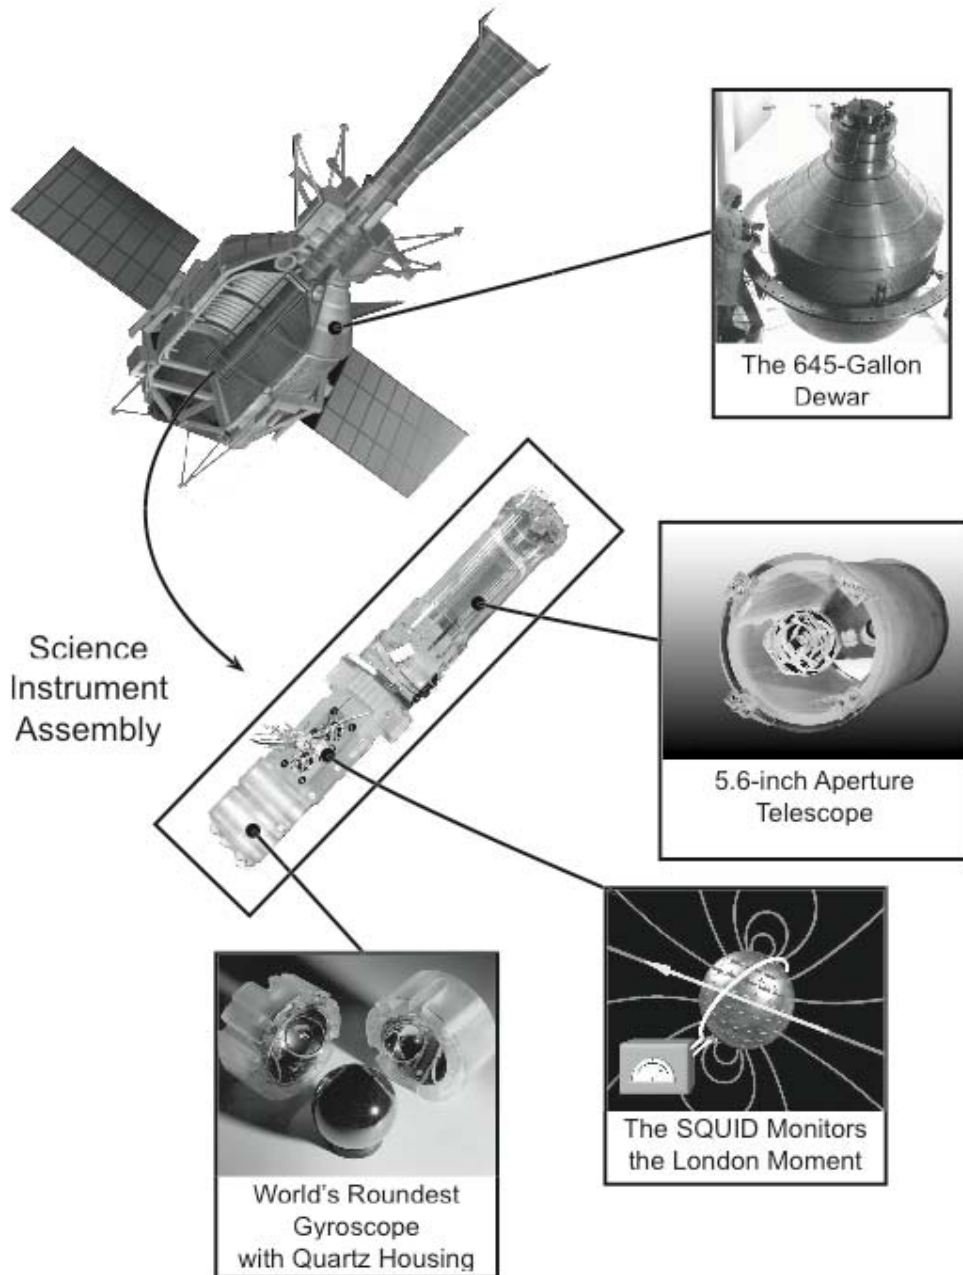 The 645-Gallon
Dewar
Science
Instrument
Assembly
5.6-inch Aperture
Telescope
The SQUID Monitors
the London Moment
World's Roundest
Gyroscope
with Quartz Housing